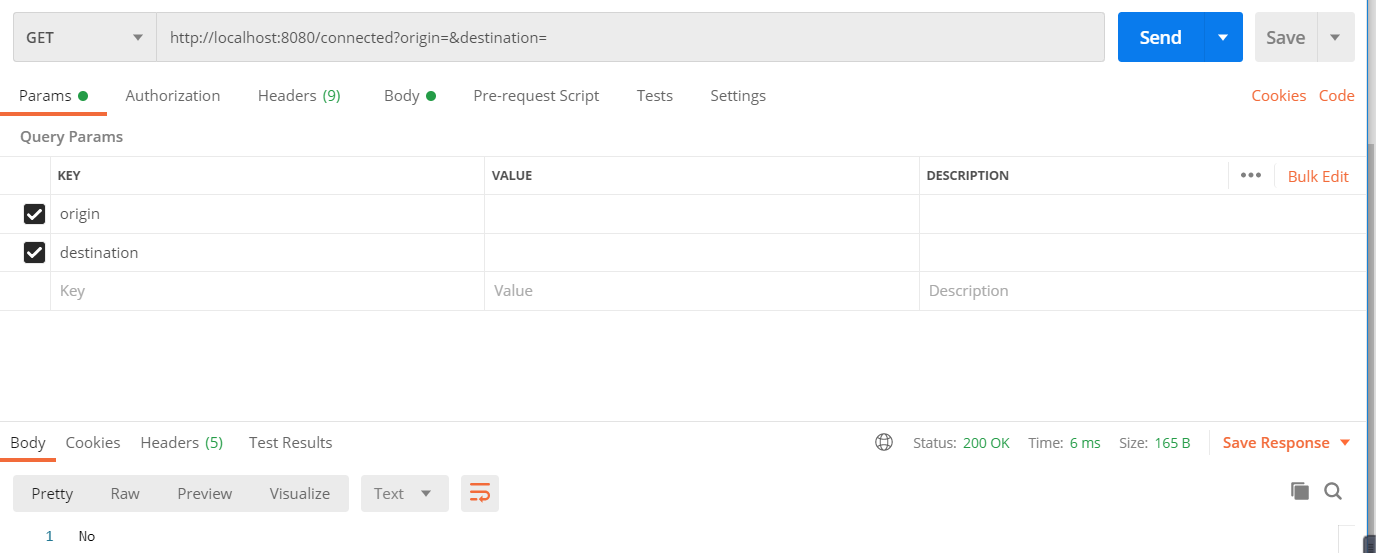 GET http://localhost:8080/connected?origin=&destination= Send Save
Params Authorization Headers (9) Body Pre-request Script Tests Settings Cookies Code
Query Params
KEY VALUE DESCRIPTION ••• Bulk Edit
origin
destination
Key Value Description
Body Cookies Headers (5) Test Results Status: 200 OK Time: 6 ms Size: 165 B Save Response
Pretty Raw Preview Visualize Text
1 No